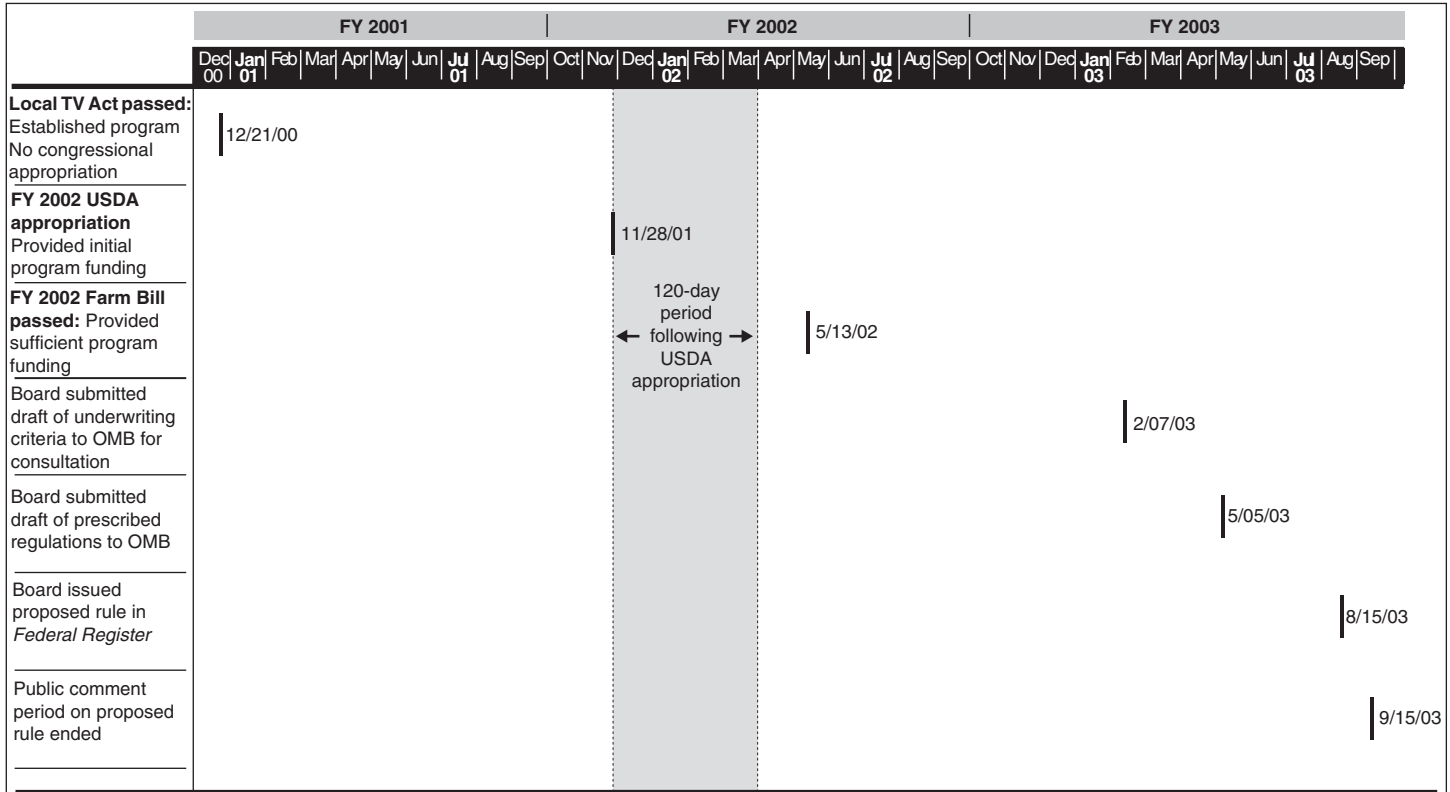 FY 2001 FY 2002 FY 2003
Dec Jan Feb Mar Apr May Jun Jul Aug Sep Oct Nov Dec Jan Feb Mar Apr May Jun Jul Aug Sep Oct Nov Dec Jan Feb Mar Apr May Jun Jul Aug Sep
00 01 01 02 02 03 03
Local TV Act passed:
Established program
No congressional
appropriation
12/21/00
FY 2002 USDA
appropriation
Provided initial
program funding
11/28/01
FY 2002 Farm Bill
passed: Provided
sufficient program
funding
120-day
period
following
USDA
appropriation
5/13/02
Board submitted
draft of underwriting
criteria to OMB for
consultation
2/07/03
Board submitted
draft of prescribed
regulations to OMB
5/05/03
Board issued
proposed rule in
Federal Register
8/15/03
Public comment
period on proposed
rule ended
9/15/03